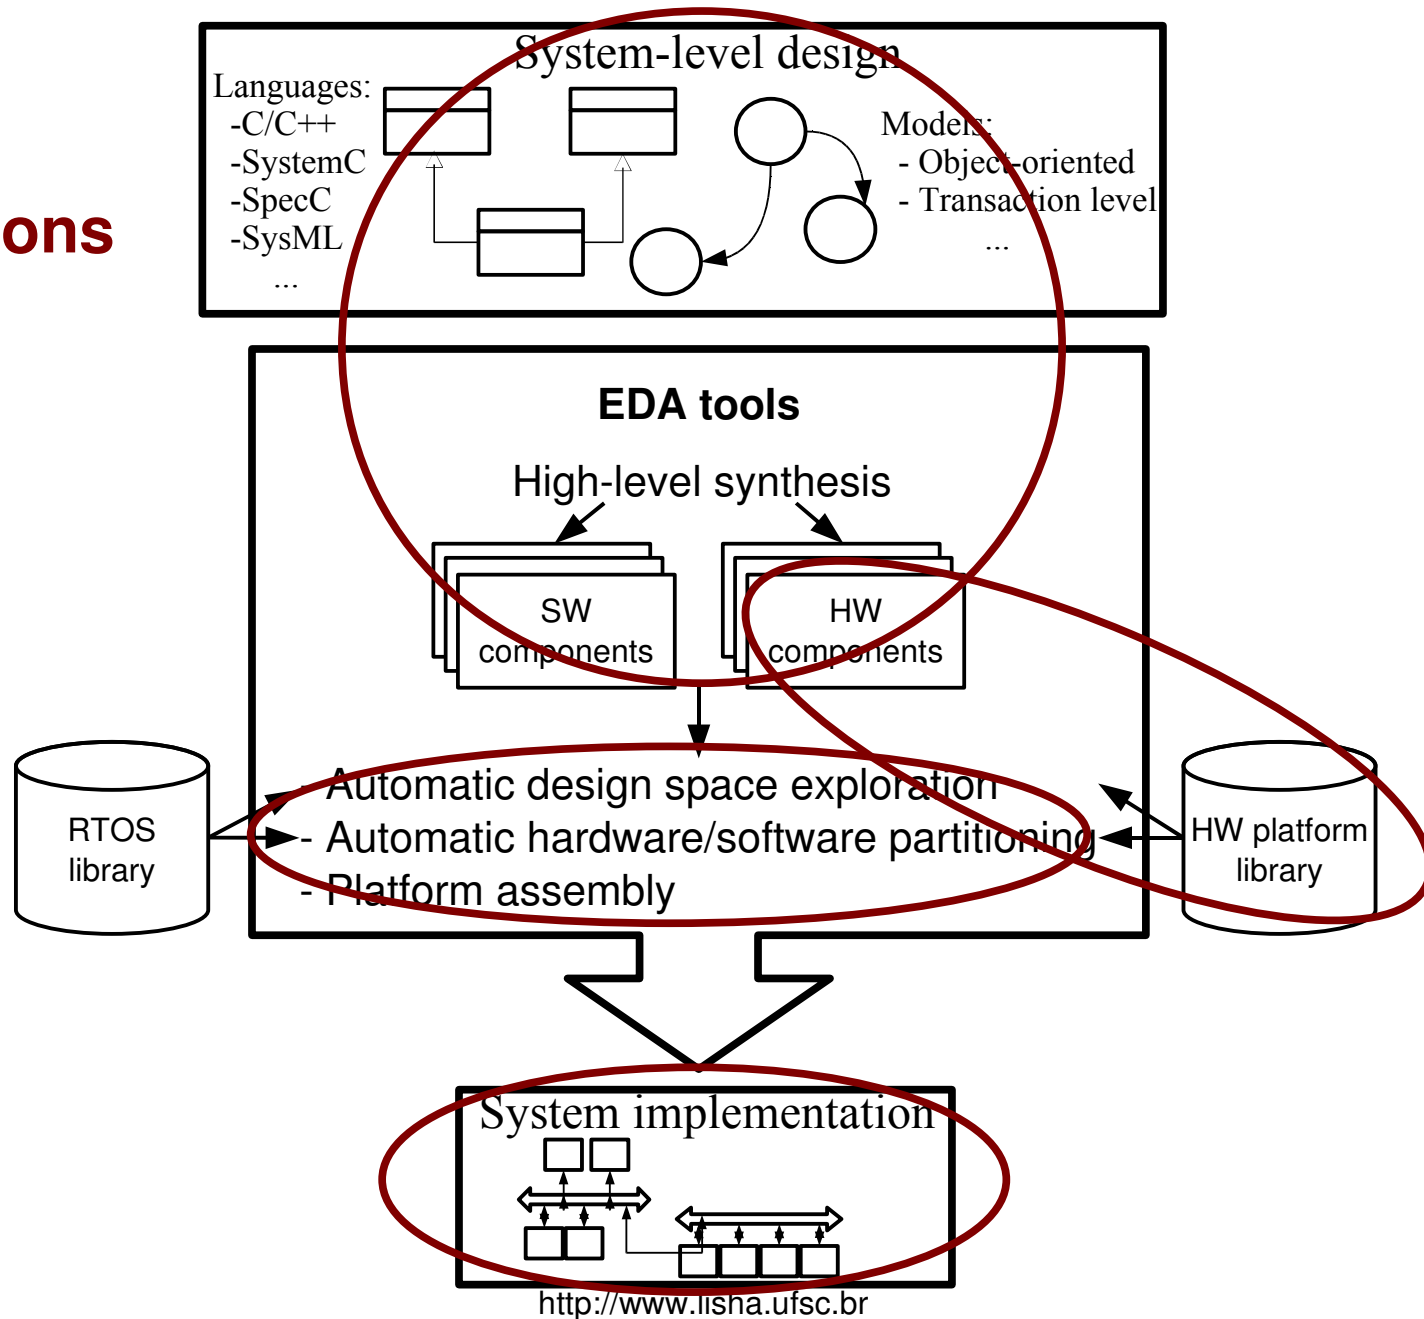 System-level design
Languages:
-C/C++
-SystemC
-SpecC
-SysML
...
Models:
- Object-oriented
- Transaction level
...
ons
EDA tools
High-level synthesis
SW
components
HW
components
- Automatic design space exploration
- Automatic hardware/software partitioning
- Platform assembly
RTOS
library
HW platform
library
System implementation
http://www.lisha.ufsc.br